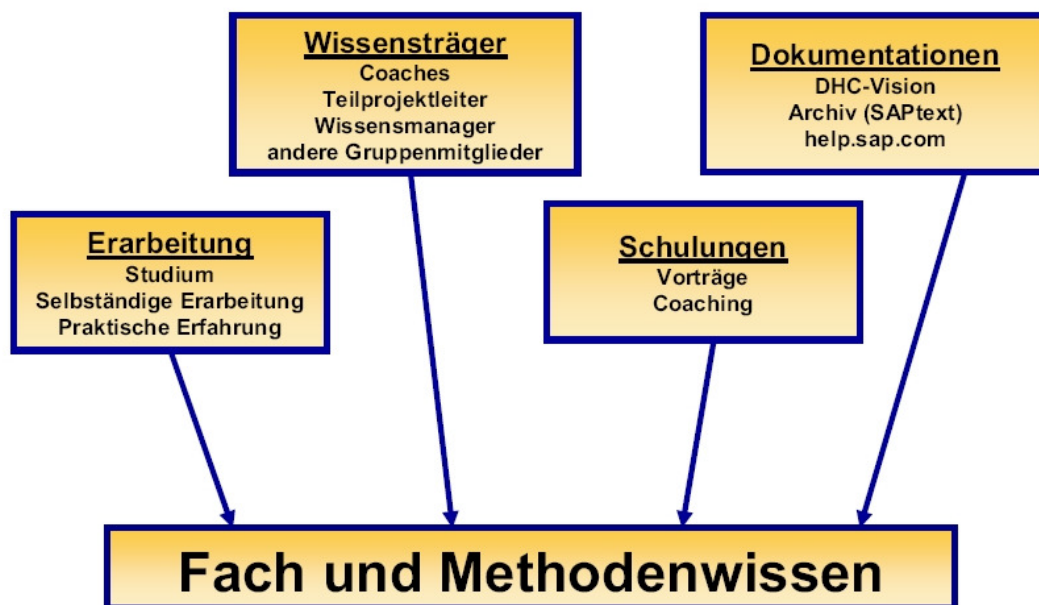 Wissensträger
Coaches
Teilprojektleiter
Wissensmanager
andere Gruppenmitglieder
Dokumentationen
DHC-Vision
Archiv (SAPtext)
help.sap.com
Erarbeitung
Studium
Selbständige Erarbeitung
Praktische Erfahrung
Schulungen
Vorträge
Coaching
Fach und Methodenwissen